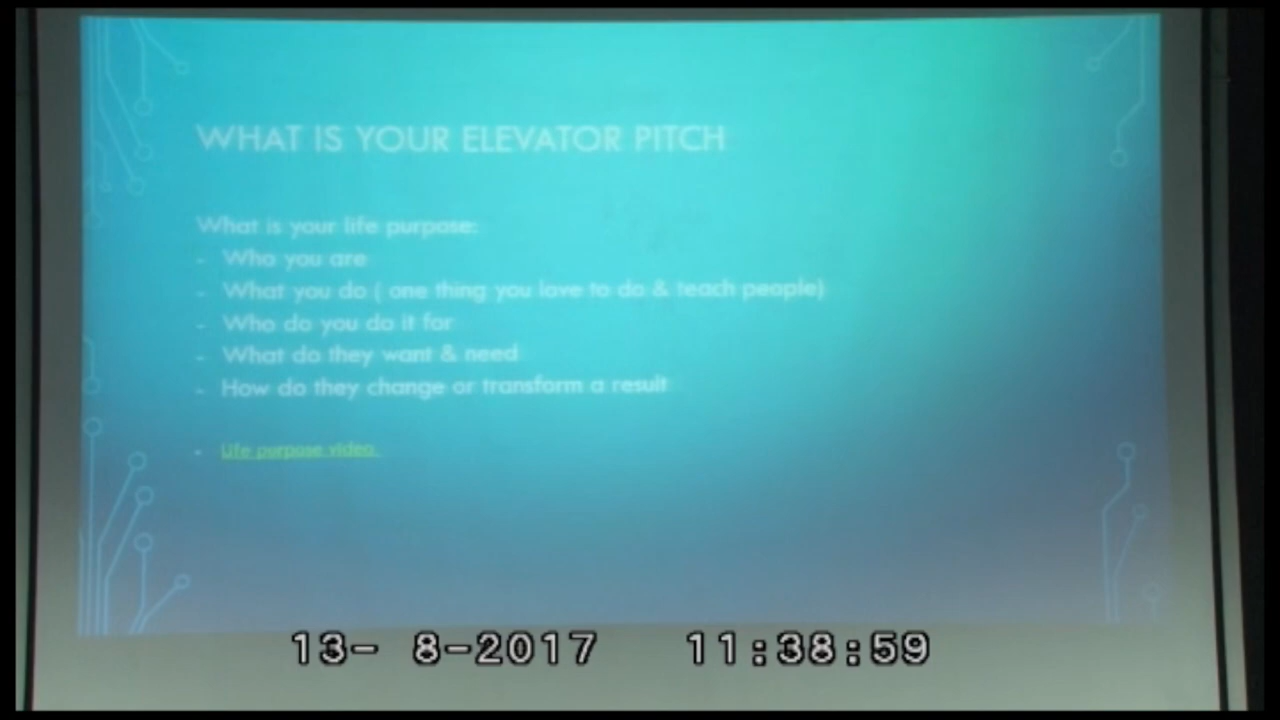 WHAT IS YOUR ELEVATOR PITCH
What is your life purpose:
- Who you are
- What you do ( one thing you love to do & teach people)
- Who do you do it for
- What do they want & need
- How do they change or transform a result
- Life purpose video
13- 8-2017 11:38:59